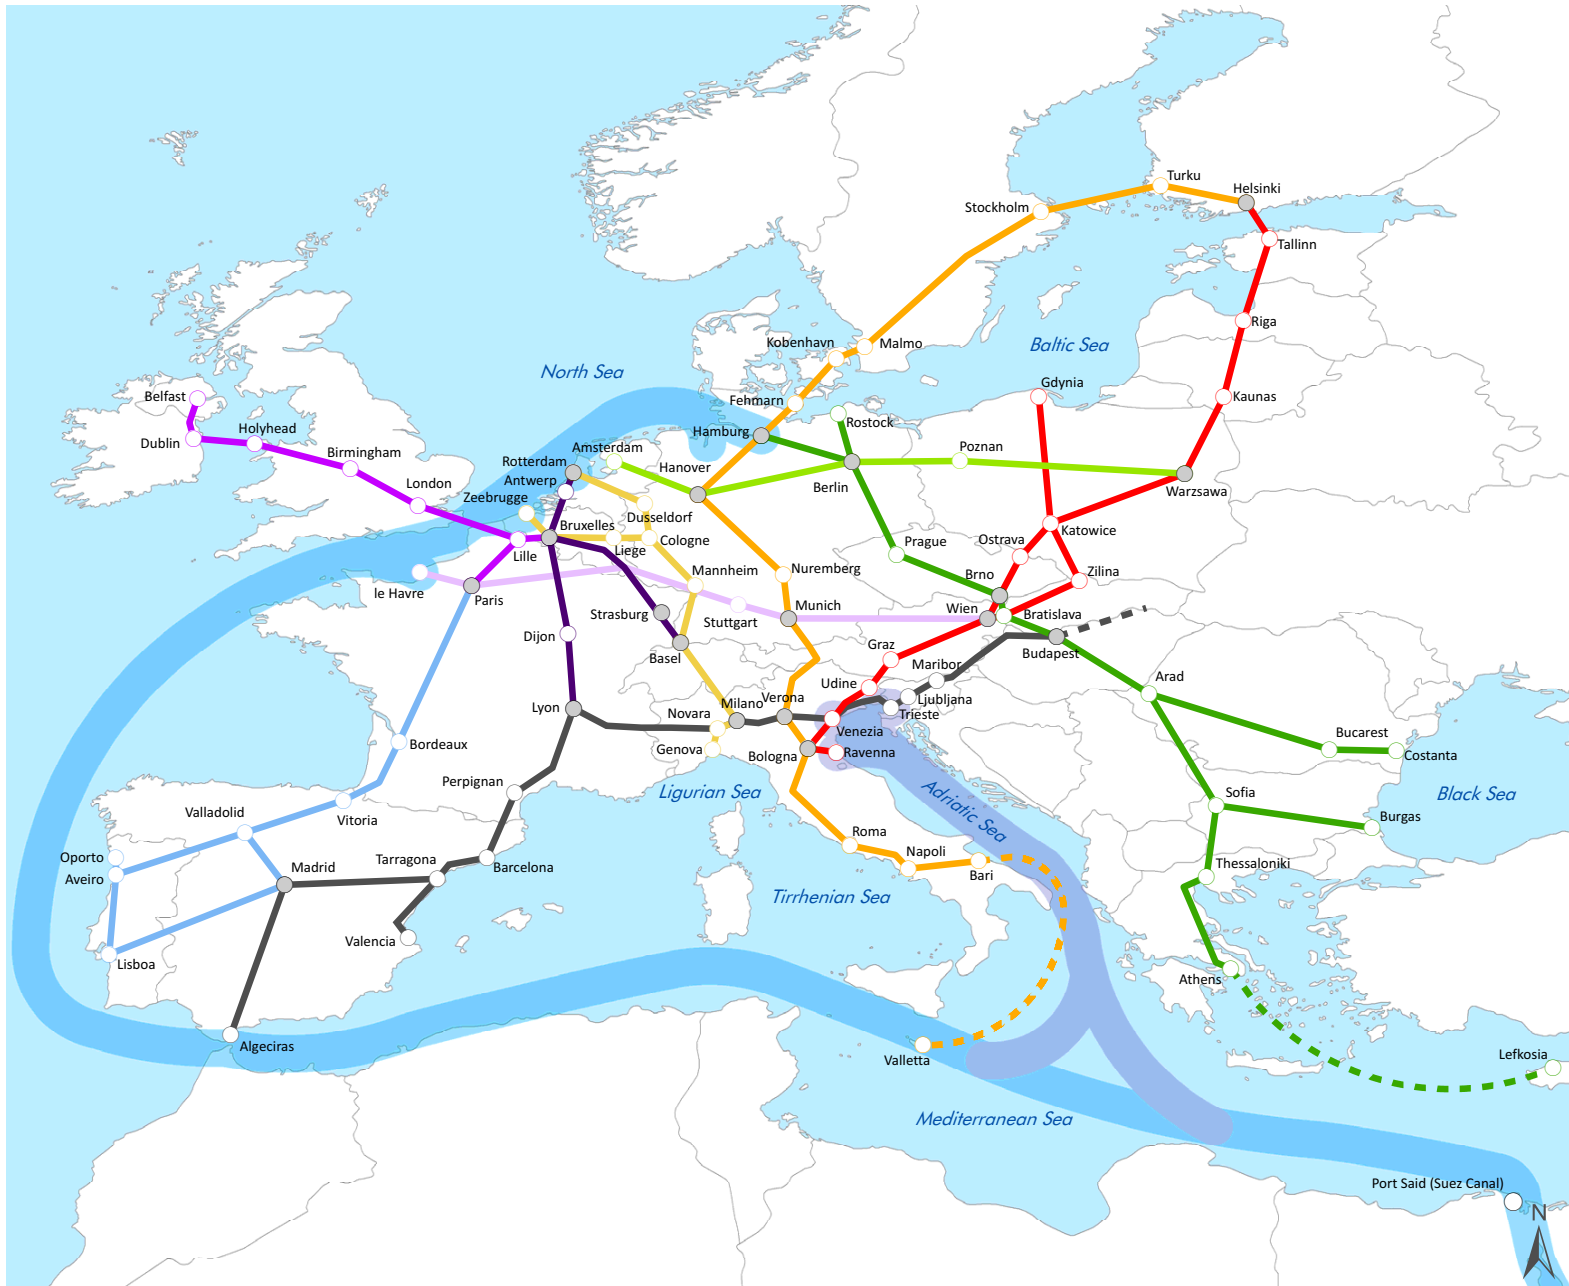 Turku
Helsinki
Stockholm
Tallinn
Riga
Kobenhavn
Malmo
Baltic Sea
North Sea
Gdynia
Belfast
Fehmarn
Kaunas
Rostock
Holyhead
Hamburg
Dublin
Amsterdam
Poznan
Birmingham
Rotterdam
Hanover
Antwerp
London
Zeebrugge
Berlin
Warzsawa
Dusseldorf
Bruxelles
Katowice
Cologne
Ostrava
Prague
Lille
Liege
Mannheim
Nuremberg
Brno
Zilina
le Havre
Paris
Munich
Wien
Strasburg
Stuttgart
Bratislava
Dijon
Graz
Basel
Budapest
Maribor
Arad
Udine
Verona
Ljubljana
Lyon
Milano
Novara
Trieste
Venezia
Bucarest
Bordeaux
Genova
Bologna
Ravenna
Costanta
Perpignan
Ligurian Sea
Adriatic Sea
Sofia
Black Sea
Valladolid
Vitoria
Burgas
Roma
Oporto
Napoli
Tarragona
Madrid
Barcelona
Thessaloniki
Aveiro
Bari
Tirrhenian Sea
Valencia
Lisboa
Athens
Algeciras
Valletta
Lefkosia
Mediterranean Sea
Port Said (Suez Canal)
N